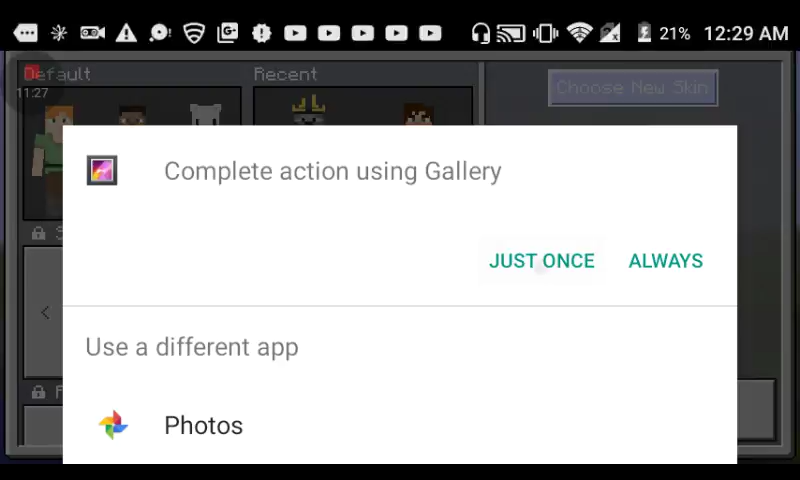 21% 12:29 AM
Default
Recent
Choose New Skin
11:27
Complete action using Gallery
JUST ONCE
ALWAYS
Use a different app
Photos